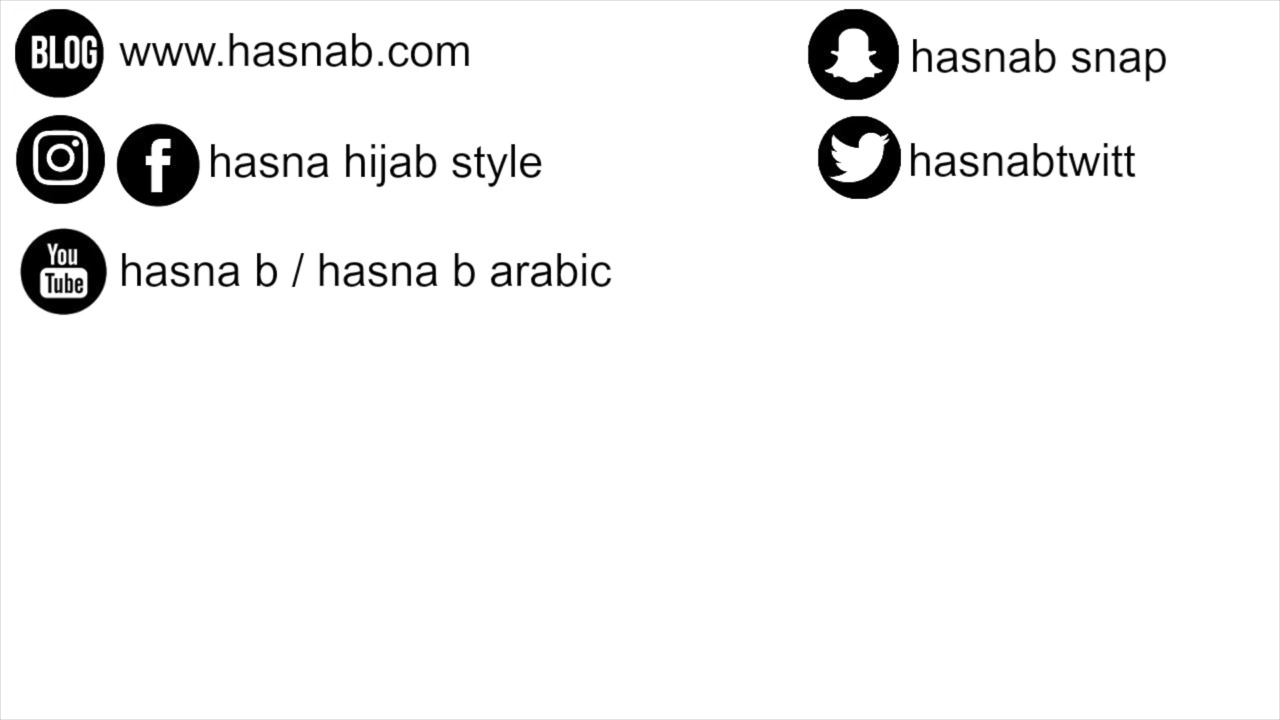 BLOG www.hasnab.com
hasnab snap
f hasna hijab style
hasnabtwitt
You Tube hasna b / hasna b arabic